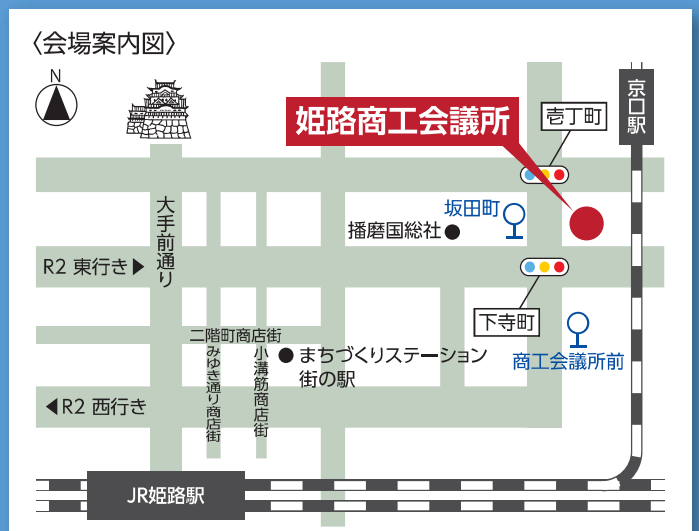 〈会場案内図〉
N
京口駅
姫路商工会議所
壱丁町
大手前通り
坂田町
播磨国総社
R2 東行き▶
下寺町
二階町商店街
みゆき通り商店街
小溝筋商店街
まちづくりステーション
街の駅
商工会議所前
◀R2 西行き
JR姫路駅